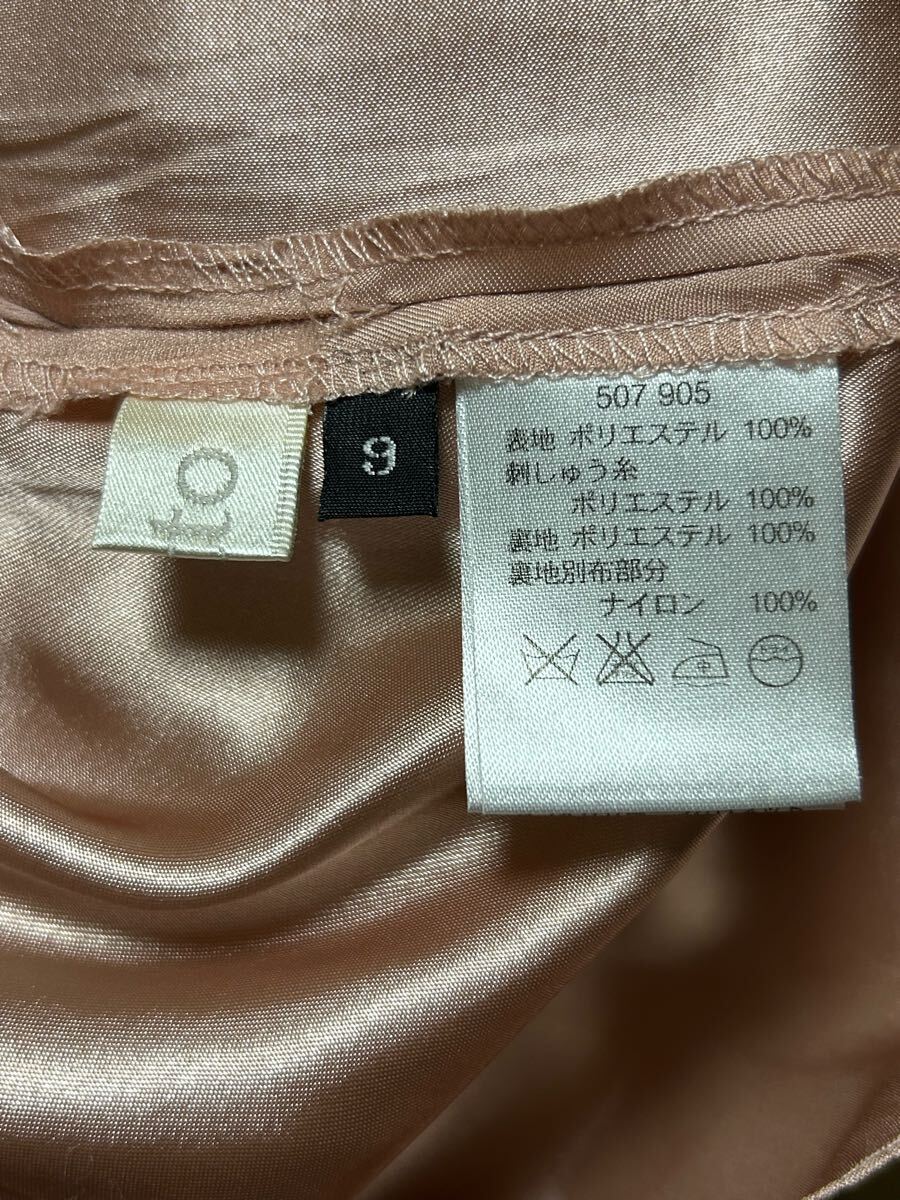 9
507 905
表地 ポリエステル 100%
刺しゅう糸
ポリエステル 100%
裏地 ポリエステル 100%
裏地別布部分
ナイロン 100%